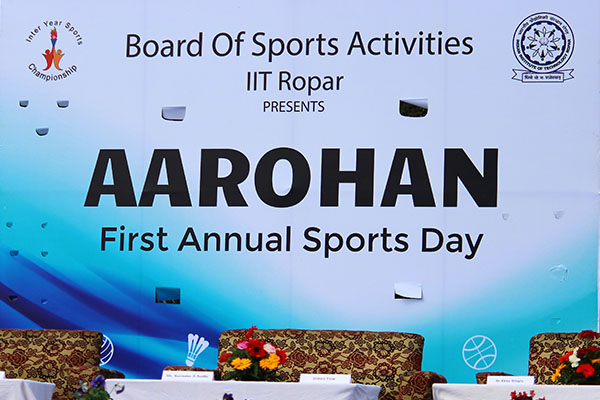 Inter Year Sports
Championship
Board Of Sports Activities
IIT Ropar
PRESENTS
AAROHAN
First Annual Sports Day